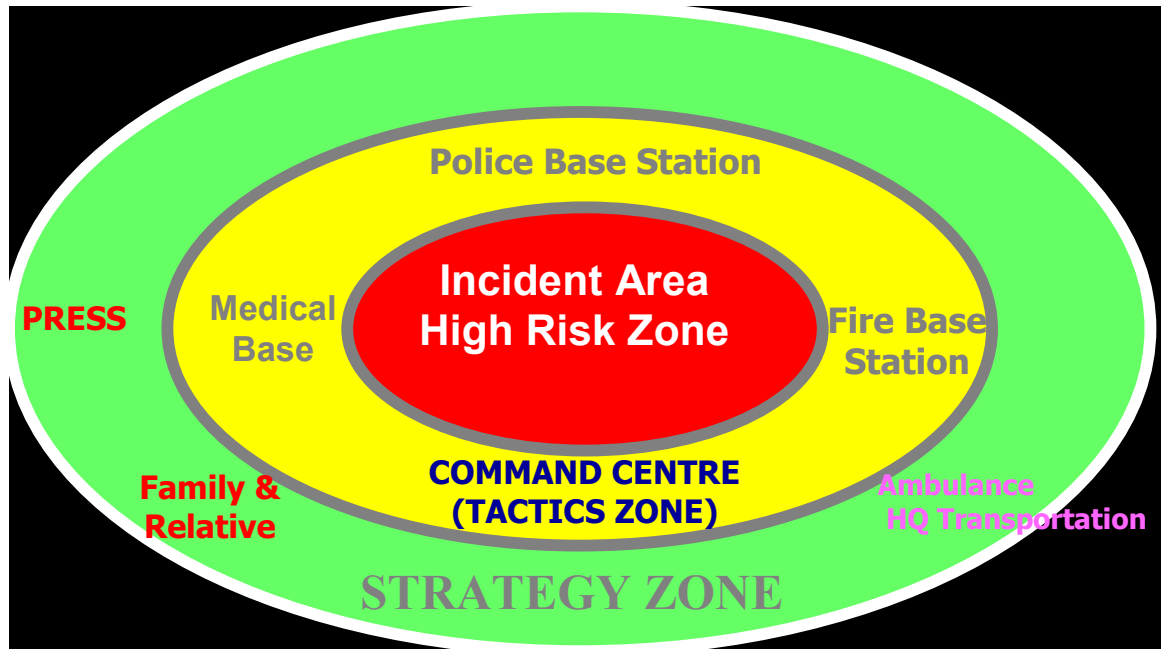 Police Base Station
Incident Area
High Risk Zone
PRESS
Medical
Base
Fire Base
Station
COMMAND CENTRE
(TACTICS ZONE)
Family &
Relative
Ambulance
HQ Transportation
STRATEGY ZONE